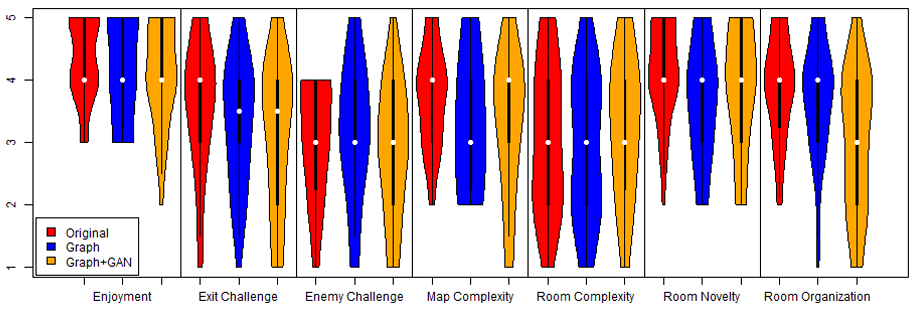 5
4
3
2
1
Original
Graph
Graph+GAN
Enjoyment Exit Challenge Enemy Challenge Map Complexity Room Complexity Room Novelty Room Organization